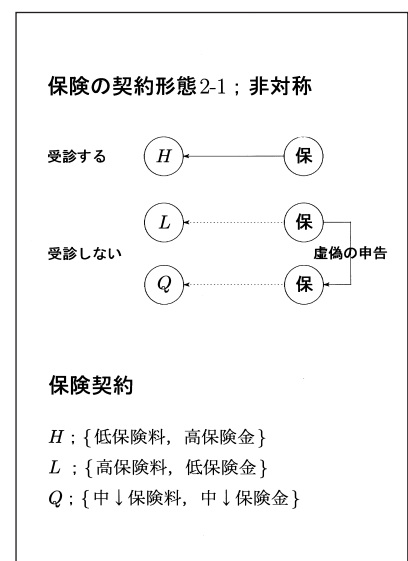 保険の契約形態2-1；非対称
受診する H 保
L 保
受診しない 虚偽の申告
Q 保
保険契約
H；{低保険料，高保険金}
L；{高保険料，低保険金}
Q；{中↓保険料，中↓保険金}